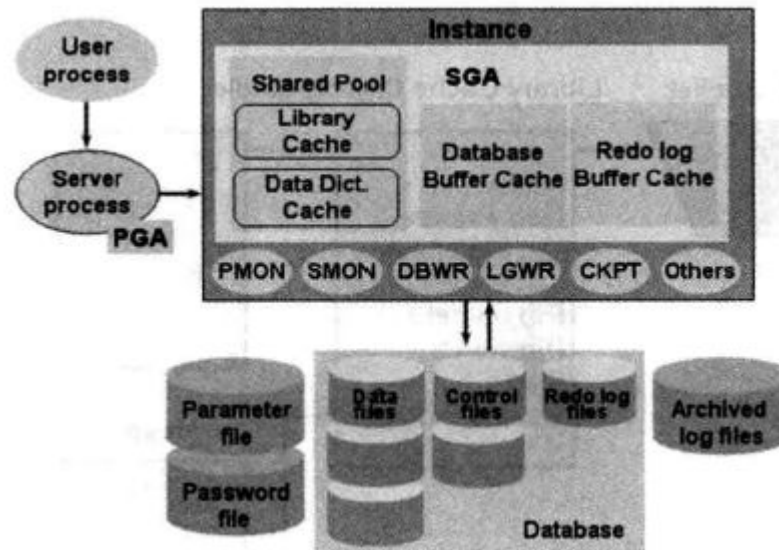 User
process
Server
process
PGA
Instance
SGA
Shared Pool
Library
Cache
Data Dict.
Cache
Database
Buffer Cache
Redo log
Buffer Cache
PMON
SMON
DBWR
LGWR
CKPT
Others
Parameter
file
Password
file
Data
files
Control
files
Redo log
files
Database
Archived
log files